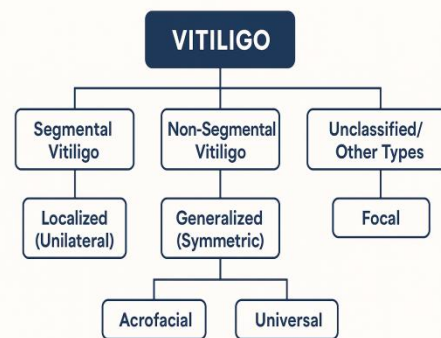 VITILIGO
Segmental
Vitiligo
Non-Segmental
Vitiligo
Unclassified/
Other Types
Localized
(Unilateral)
Generalized
(Symmetric)
Focal
Acrofacial
Universal